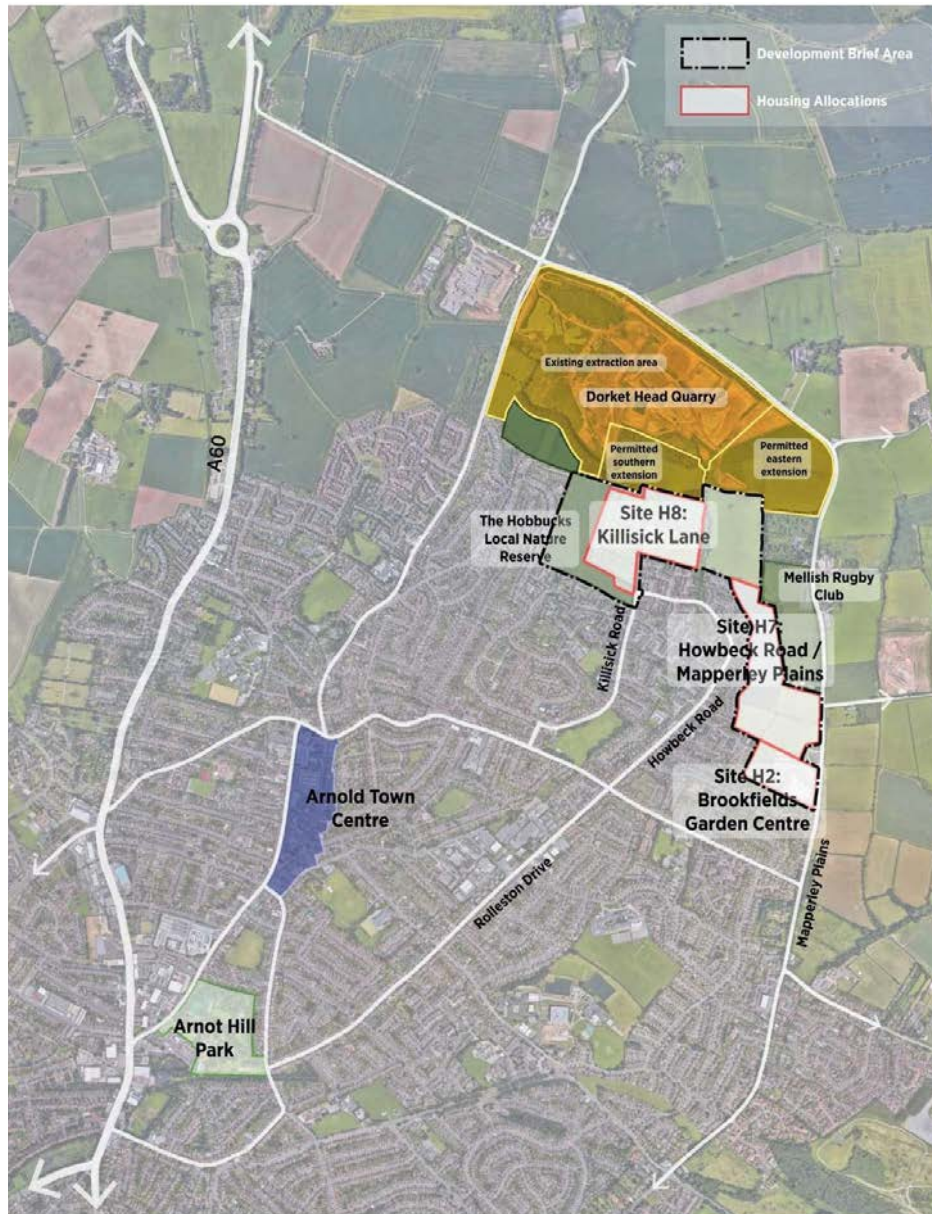 Development Brief Area
Housing Allocations
A60
Existing extraction area
Dorket Head Quarry
Permitted
southern
extension
Permitted
eastern
extension
The Hobbucks
Local Nature
Reserve
Site H8:
Killisick Lane
Mellish Rugby
Club
Killisick Road
Site H7:
Howbeck Road /
Mapperley Plains
Howbeck Road
Site H2:
Brookfields
Garden Centre
Arnold Town
Centre
Rolleston Drive
Mapperley Plains
Arnot Hill
Park